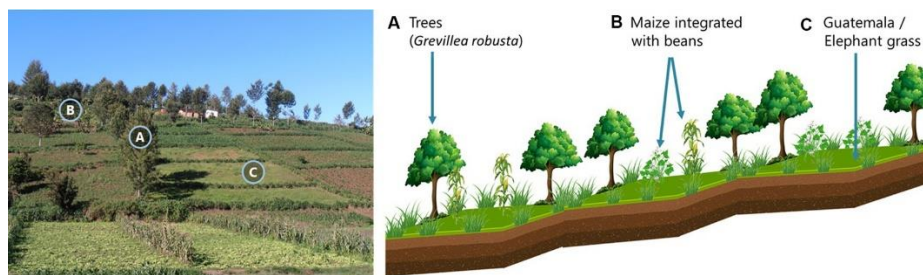 B
A
C
A Trees
(Grevillea robusta)
B Maize integrated
with beans
C Guatemala /
Elephant grass